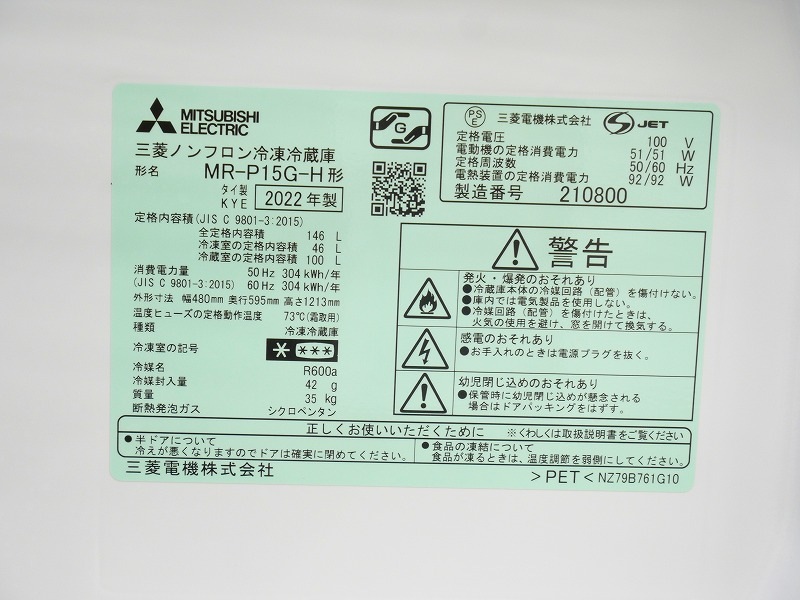 MITSUBISHI
ELECTRIC
三菱ノンフロン冷凍冷蔵庫
形名 MR-P15G-H形
タイ製
KYE 2022年製
定格内容積(JIS C 9801-3:2015)
全定格内容積 146 L
冷凍室の定格内容積 46 L
冷蔵室の定格内容積 100 L
消費電力量 50Hz 304 kWh/年
(JIS C 9801-3:2015) 60Hz 304 kWh/年
外形寸法 幅480mm 奥行595mm 高さ1213mm
温度ヒューズの定格動作温度 73℃(霜取用)
種類 冷凍冷蔵庫
冷凍室の記号 * ***
冷媒名 R600a
冷媒封入量 42 g
質量 35 kg
断熱発泡ガス シクロペンタン
G
PS
E 三菱電機株式会社 S JET
定格電圧 100 V
電動機の定格消費電力 51/51 W
定格周波数 50/60 Hz
電熱装置の定格消費電力 92/92 W
製造番号 210800
警告
発火・爆発のおそれあり
●冷蔵庫本体の冷媒回路(配管)を傷付けない。
●庫内では電気製品を使用しない。
●冷媒回路(配管)を傷付けたときは、
火気の使用を避け、窓を開けて換気する。
感電のおそれあり
●お手入れのときは電源プラグを抜く。
幼児閉じ込めのおそれあり
●保管時に幼児閉じ込めが懸念される
場合はドアパッキングをはずす。
正しくお使いいただくために ※くわしくは取扱説明書をご覧ください
●半ドアについて
冷えが悪くなりますのでドアは確実に閉めてください。
●食品の凍結について
食品が凍るときは、温度調節を弱側にしてください。
三菱電機株式会社
>PET< NZ79B761G10